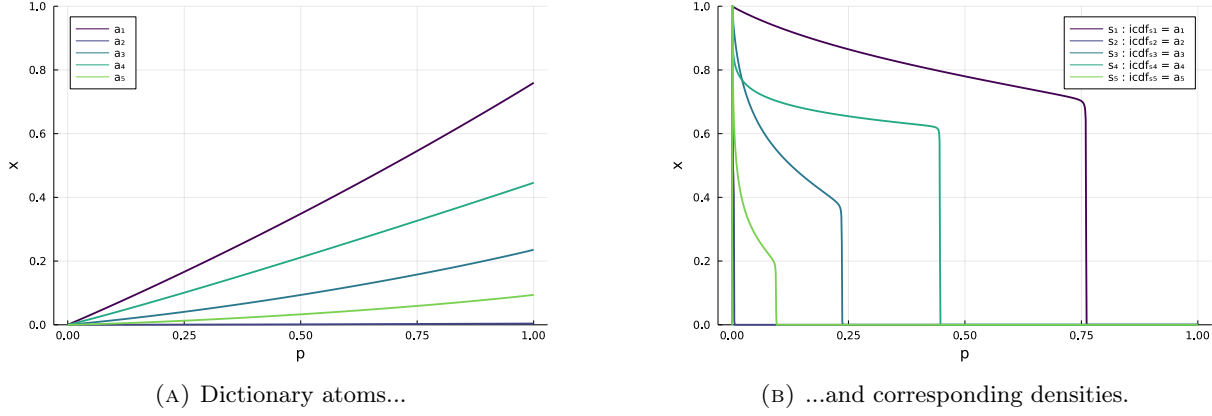 1.0
0.8
0.6
0.4
0.2
0.0
x
a₁
a₂
a₃
a₄
a₅
0.00 0.25 0.50 0.75 1.00
p
(A) Dictionary atoms...
1.0
0.8
0.6
0.4
0.2
0.0
x
s₁ : icdfₛ₁ = a₁
s₂ : icdfₛ₂ = a₂
s₃ : icdfₛ₃ = a₃
s₄ : icdfₛ₄ = a₄
s₅ : icdfₛ₅ = a₅
0.00 0.25 0.50 0.75 1.00
p
(B) ...and corresponding densities.